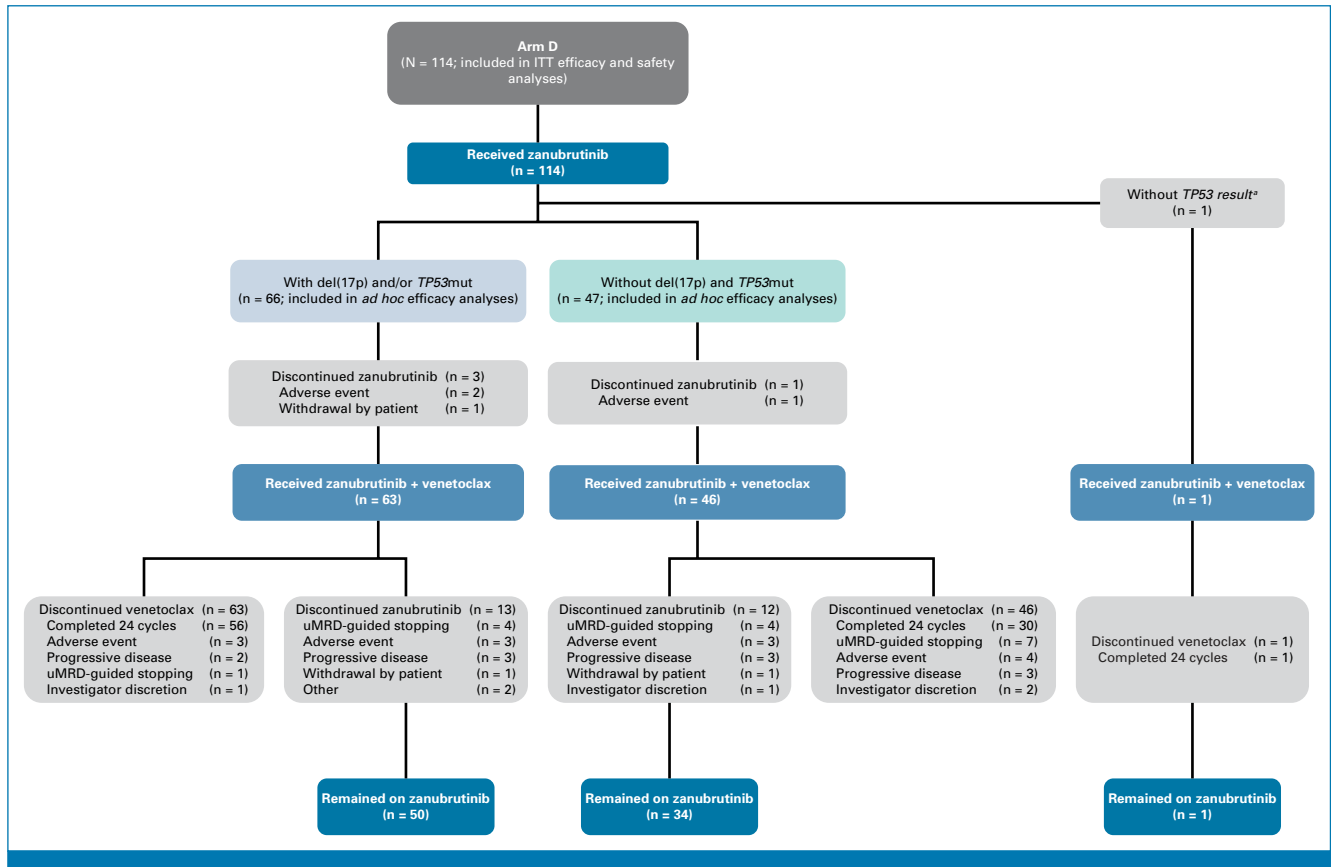 Arm D
(N = 114; included in ITT efficacy and safety
analyses)
Received zanubrutinib
(n = 114)
Without TP53 resultᵃ
(n = 1)
With del(17p) and/or TP53mut
(n = 66; included in ad hoc efficacy analyses)
Without del(17p) and TP53mut
(n = 47; included in ad hoc efficacy analyses)
Discontinued zanubrutinib (n = 3)
Adverse event (n = 2)
Withdrawal by patient (n = 1)
Discontinued zanubrutinib (n = 1)
Adverse event (n = 1)
Received zanubrutinib + venetoclax
(n = 63)
Received zanubrutinib + venetoclax
(n = 46)
Received zanubrutinib + venetoclax
(n = 1)
Discontinued venetoclax (n = 63)
Completed 24 cycles (n = 56)
Adverse event (n = 3)
Progressive disease (n = 2)
uMRD-guided stopping (n = 1)
Investigator discretion (n = 1)
Discontinued zanubrutinib (n = 13)
uMRD-guided stopping (n = 4)
Adverse event (n = 3)
Progressive disease (n = 3)
Withdrawal by patient (n = 1)
Other (n = 2)
Discontinued zanubrutinib (n = 12)
uMRD-guided stopping (n = 4)
Adverse event (n = 3)
Progressive disease (n = 3)
Withdrawal by patient (n = 1)
Investigator discretion (n = 1)
Discontinued venetoclax (n = 46)
Completed 24 cycles (n = 30)
uMRD-guided stopping (n = 7)
Adverse event (n = 4)
Progressive disease (n = 3)
Investigator discretion (n = 2)
Discontinued venetoclax (n = 1)
Completed 24 cycles (n = 1)
Remained on zanubrutinib
(n = 50)
Remained on zanubrutinib
(n = 34)
Remained on zanubrutinib
(n = 1)